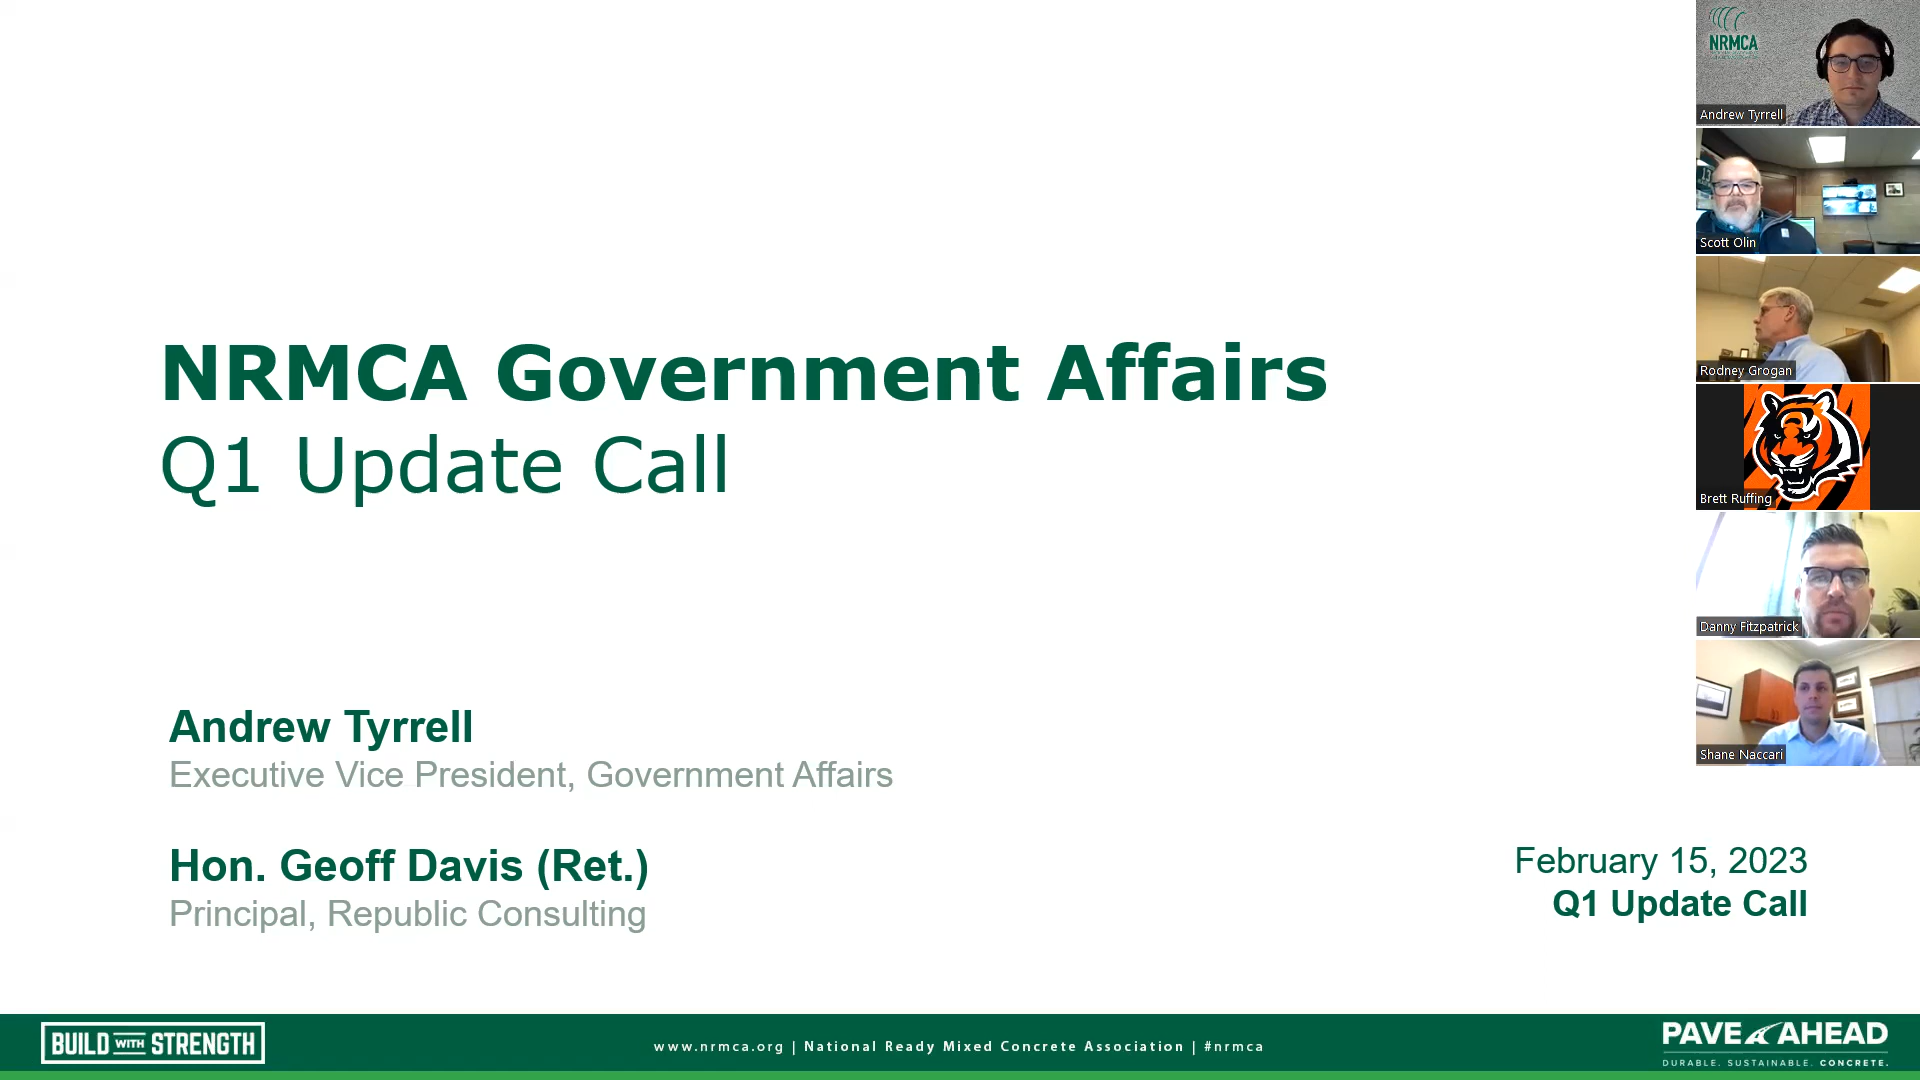 NRMCA Government Affairs
Q1 Update Call
Andrew Tyrrell
Executive Vice President, Government Affairs
Hon. Geoff Davis (Ret.)
Principal, Republic Consulting
February 15, 2023
Q1 Update Call
NRMCA
Andrew Tyrrell
Scott Olin
Rodney Grogan
Brett Ruffing
Danny Fitzpatrick
Shane Naccari
BUILD WITH STRENGTH
www.nrmca.org | National Ready Mixed Concrete Association | #nrmca
PAVE AHEAD
DURABLE. SUSTAINABLE. CONCRETE.